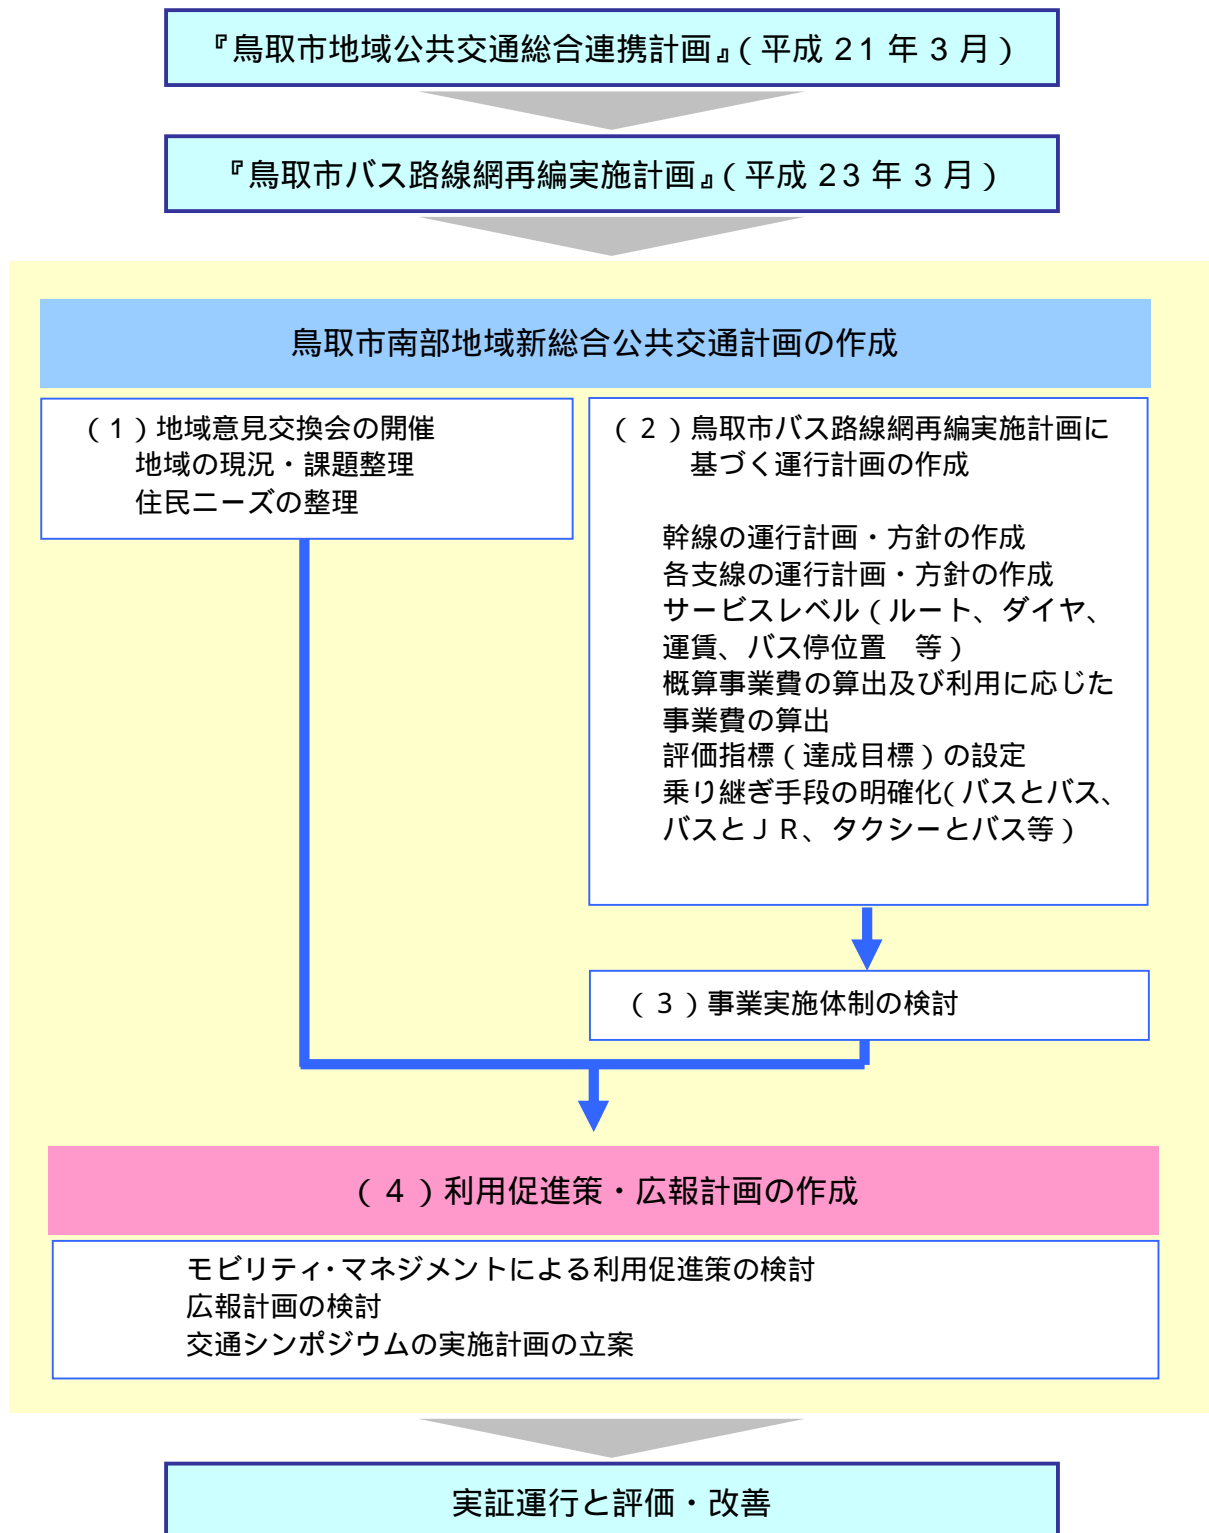 『鳥取市地域公共交通総合連携計画』（平成 21 年 3 月）
『鳥取市バス路線網再編実施計画』（平成 23 年 3 月）
鳥取市南部地域新総合公共交通計画の作成
（1）地域意見交換会の開催
地域の現況・課題整理
住民ニーズの整理
（2）鳥取市バス路線網再編実施計画に
基づく運行計画の作成
幹線の運行計画・方針の作成
各支線の運行計画・方針の作成
サービスレベル（ルート、ダイヤ、
運賃、バス停位置　等）
概算事業費の算出及び利用に応じた
事業費の算出
評価指標（達成目標）の設定
乗り継ぎ手段の明確化（バスとバス、
バスとＪＲ、タクシーとバス等）
（3）事業実施体制の検討
（4）利用促進策・広報計画の作成
モビリティ・マネジメントによる利用促進策の検討
広報計画の検討
交通シンポジウムの実施計画の立案
実証運行と評価・改善